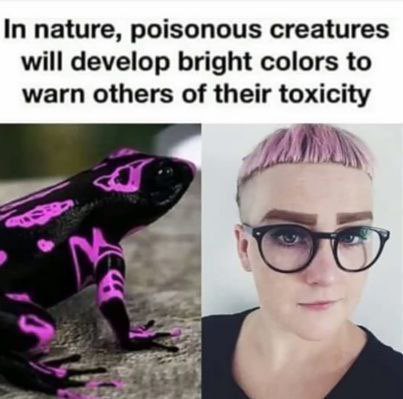 In nature, poisonous creatures
will develop bright colors to
warn others of their toxicity